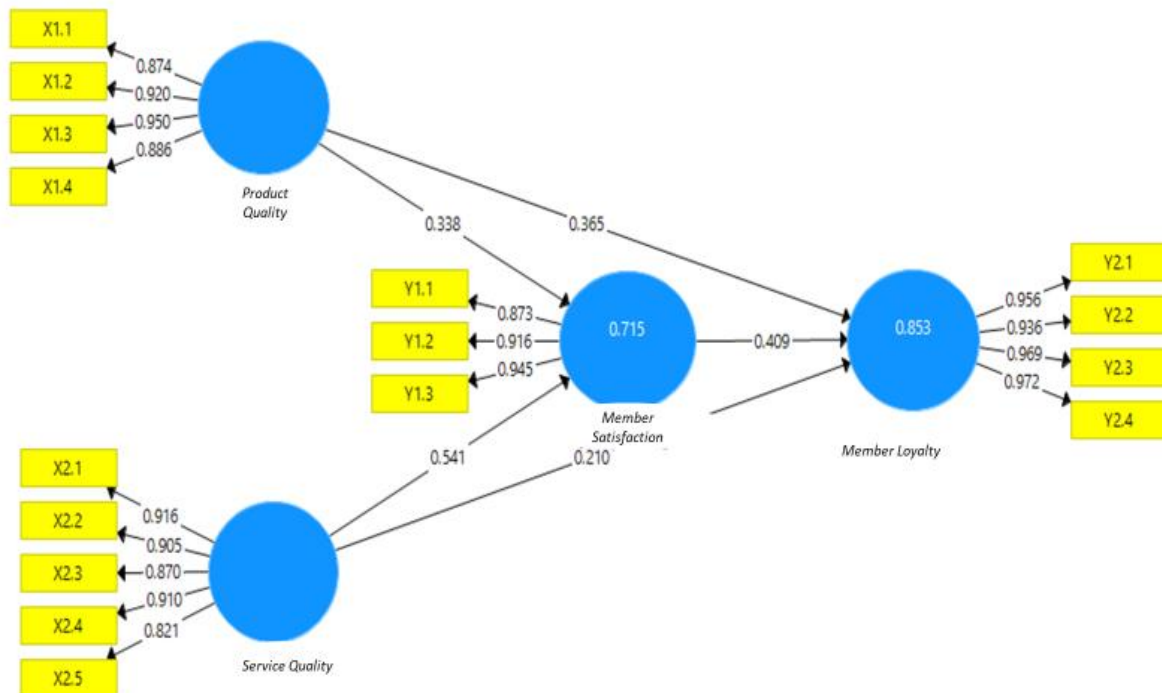 X1.1
0.874
X1.2
0.920
X1.3
0.950
X1.4
0.886
Product
Quality
0.338
0.365
Y1.1
0.873
Y1.2
0.916
Y1.3
0.945
0.715
Member
Satisfaction
0.409
0.853
Member Loyalty
Y2.1
0.956
Y2.2
0.936
Y2.3
0.969
Y2.4
0.972
0.541
0.210
X2.1
0.916
X2.2
0.905
X2.3
0.870
X2.4
0.910
X2.5
0.821
Service Quality